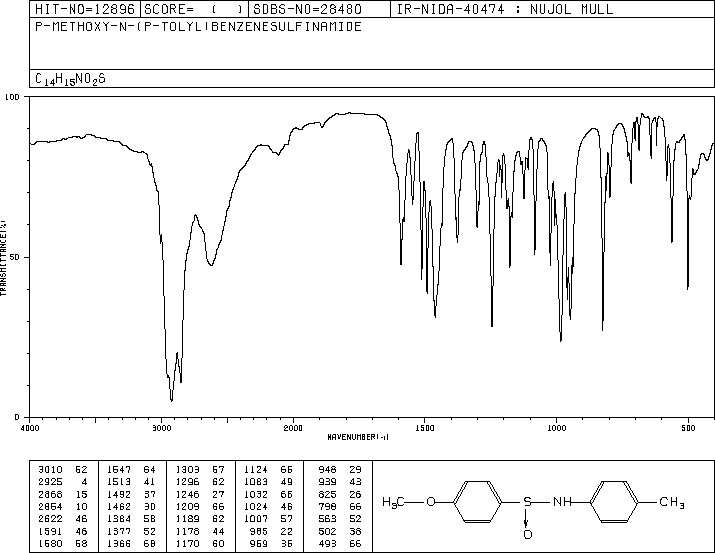 HIT-NO=12896 SCORE= ( ) SDBS-NO=28480 IR-NIDA-40474 : NUJOL MULL
P-METHOXY-N-(P-TOLYL)BENZENESULFINAMIDE
C14H15NO2S
100
50
0
TRANSMITTANCE(%)
4000 3000 2000 1500 1000 500
WAVENUMBER(-1)
3010 52 1547 64 1303 57 1124 66 948 29
2925 4 1513 41 1296 62 1083 49 939 43
2868 15 1492 37 1246 27 1032 66 825 26
2854 10 1462 30 1209 66 1024 46 798 66
2622 46 1384 58 1189 62 1007 57 563 52
1591 46 1377 52 1178 44 985 22 502 38
1580 58 1366 68 1170 60 959 35 493 66
H3C O S NH CH3
O